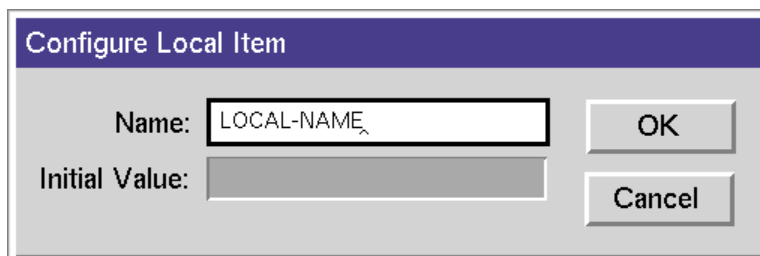 Configure Local Item
Name: LOCAL-NAME OK
Initial Value:
Cancel